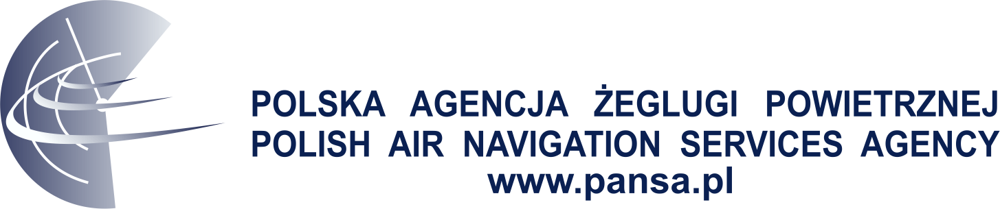 POLSKA AGENCJA ŻEGLUGI POWIETRZNEJ
POLISH AIR NAVIGATION SERVICES AGENCY
www.pansa.pl